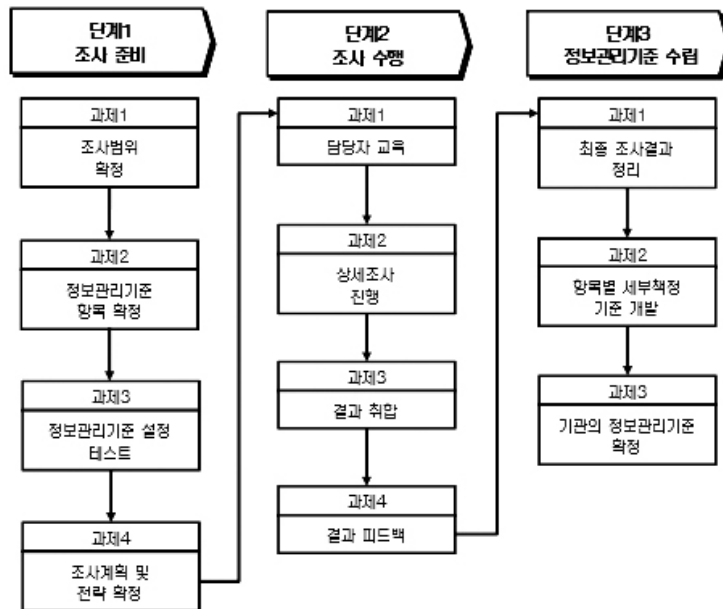 단계1
조사 준비
과제1
조사범위
확정
과제2
정보관리기준
항목 확정
과제3
정보관리기준 설정
테스트
과제4
조사계획 및
전략 확정
단계2
조사 수행
과제1
담당자 교육
과제2
상세조사
진행
과제3
결과 취합
과제4
결과 피드백
단계3
정보관리기준 수립
과제1
최종 조사결과
정리
과제2
항목별 세부책정
기준 개발
과제3
기관의 정보관리기준
확정